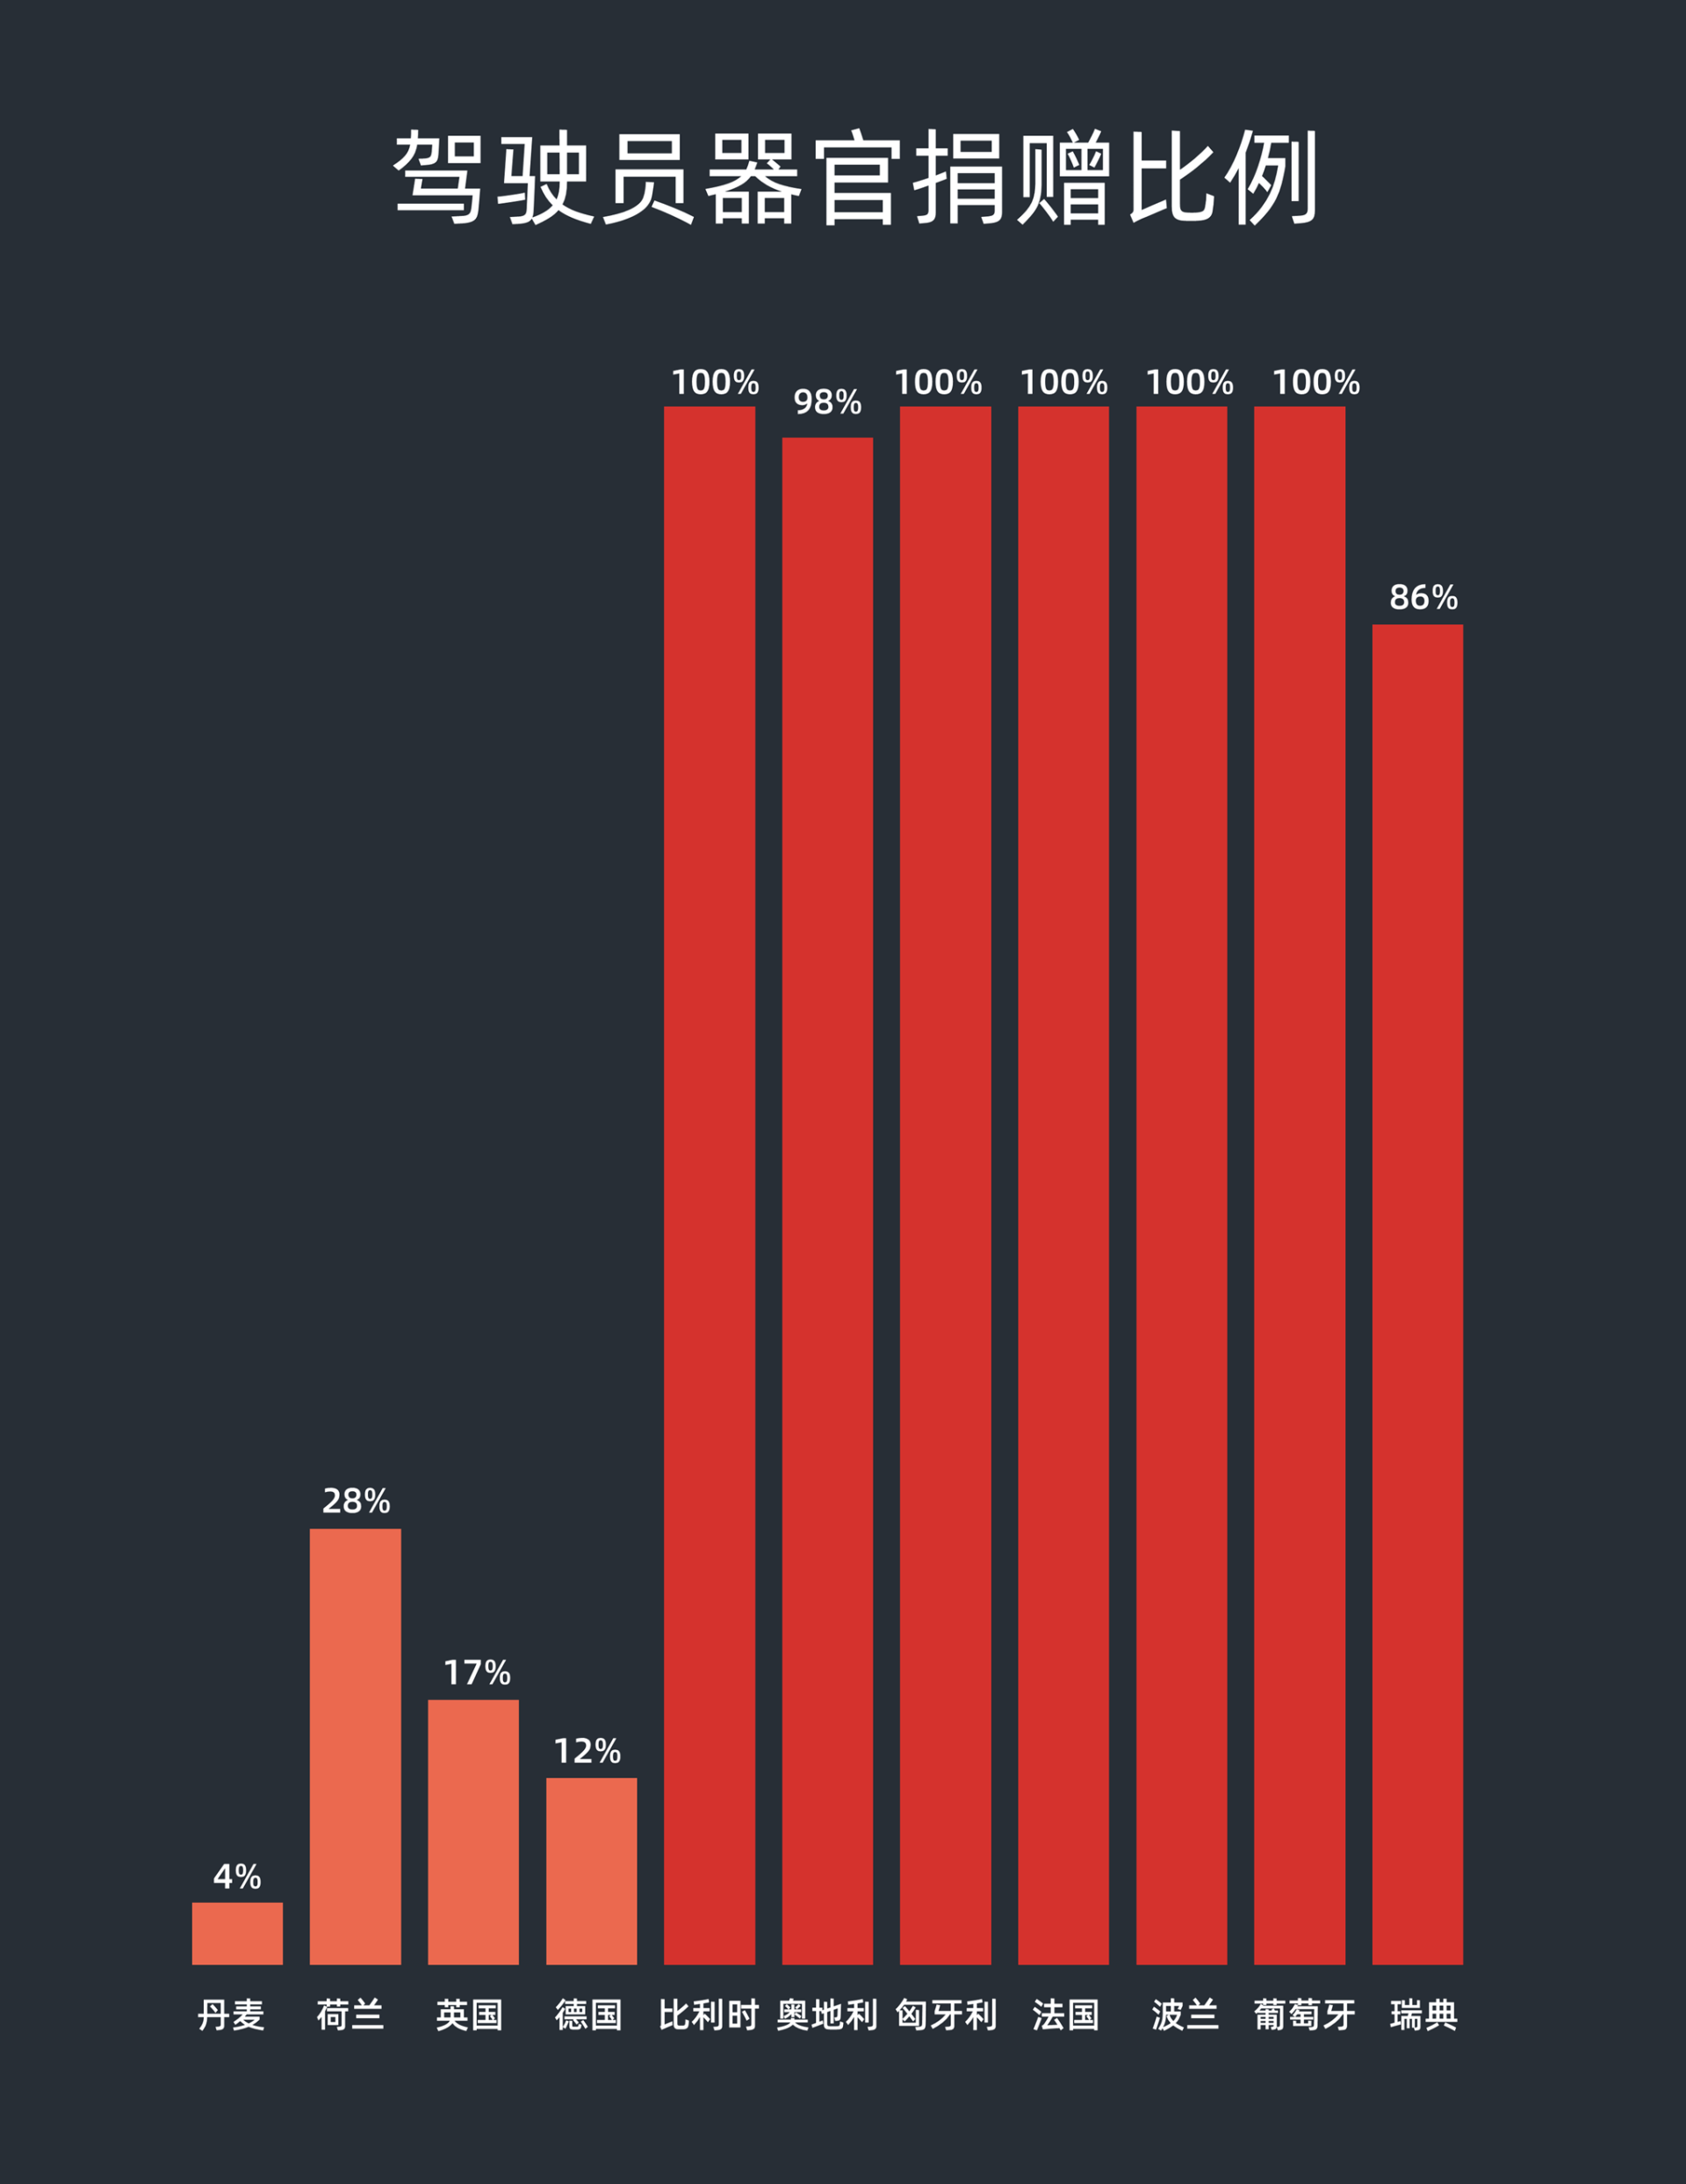 驾驶员器官捐赠比例
100%
98%
100%
100%
100%
100%
86%
28%
17%
12%
4%
丹麦
荷兰
英国
德国
比利时
奥地利
匈牙利
法国
波兰
葡萄牙
瑞典